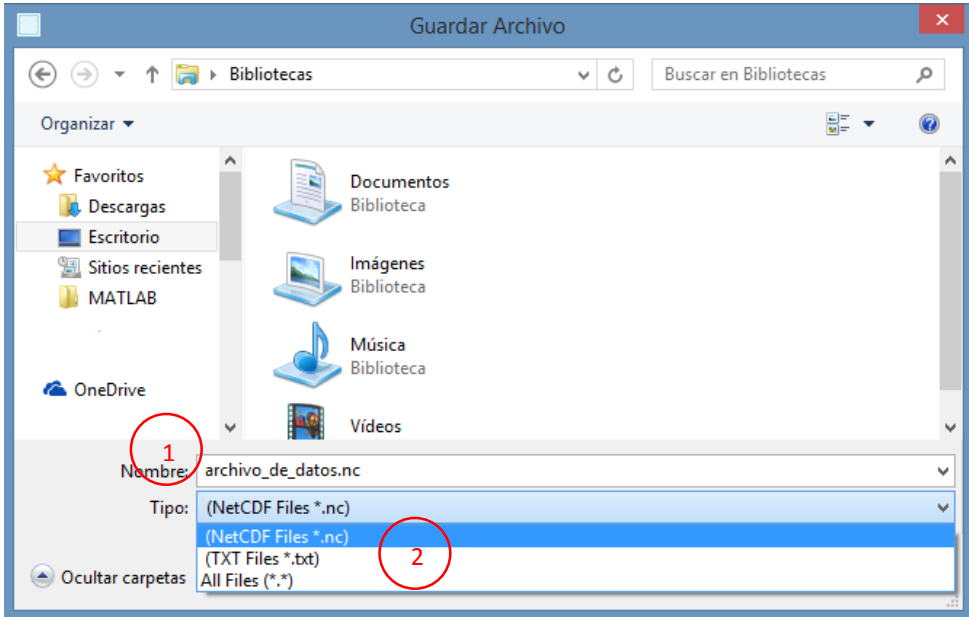 Guardar Archivo
Bibliotecas
Buscar en Bibliotecas
Organizar
Favoritos
Descargas
Escritorio
Sitios recientes
MATLAB
OneDrive
Documentos
Biblioteca
Imágenes
Biblioteca
Música
Biblioteca
Vídeos
1
Nombre: archivo_de_datos.nc
Tipo: (NetCDF Files *.nc)
(NetCDF Files *.nc)
(TXT Files *.txt)
2
All Files (*.*)
Ocultar carpetas